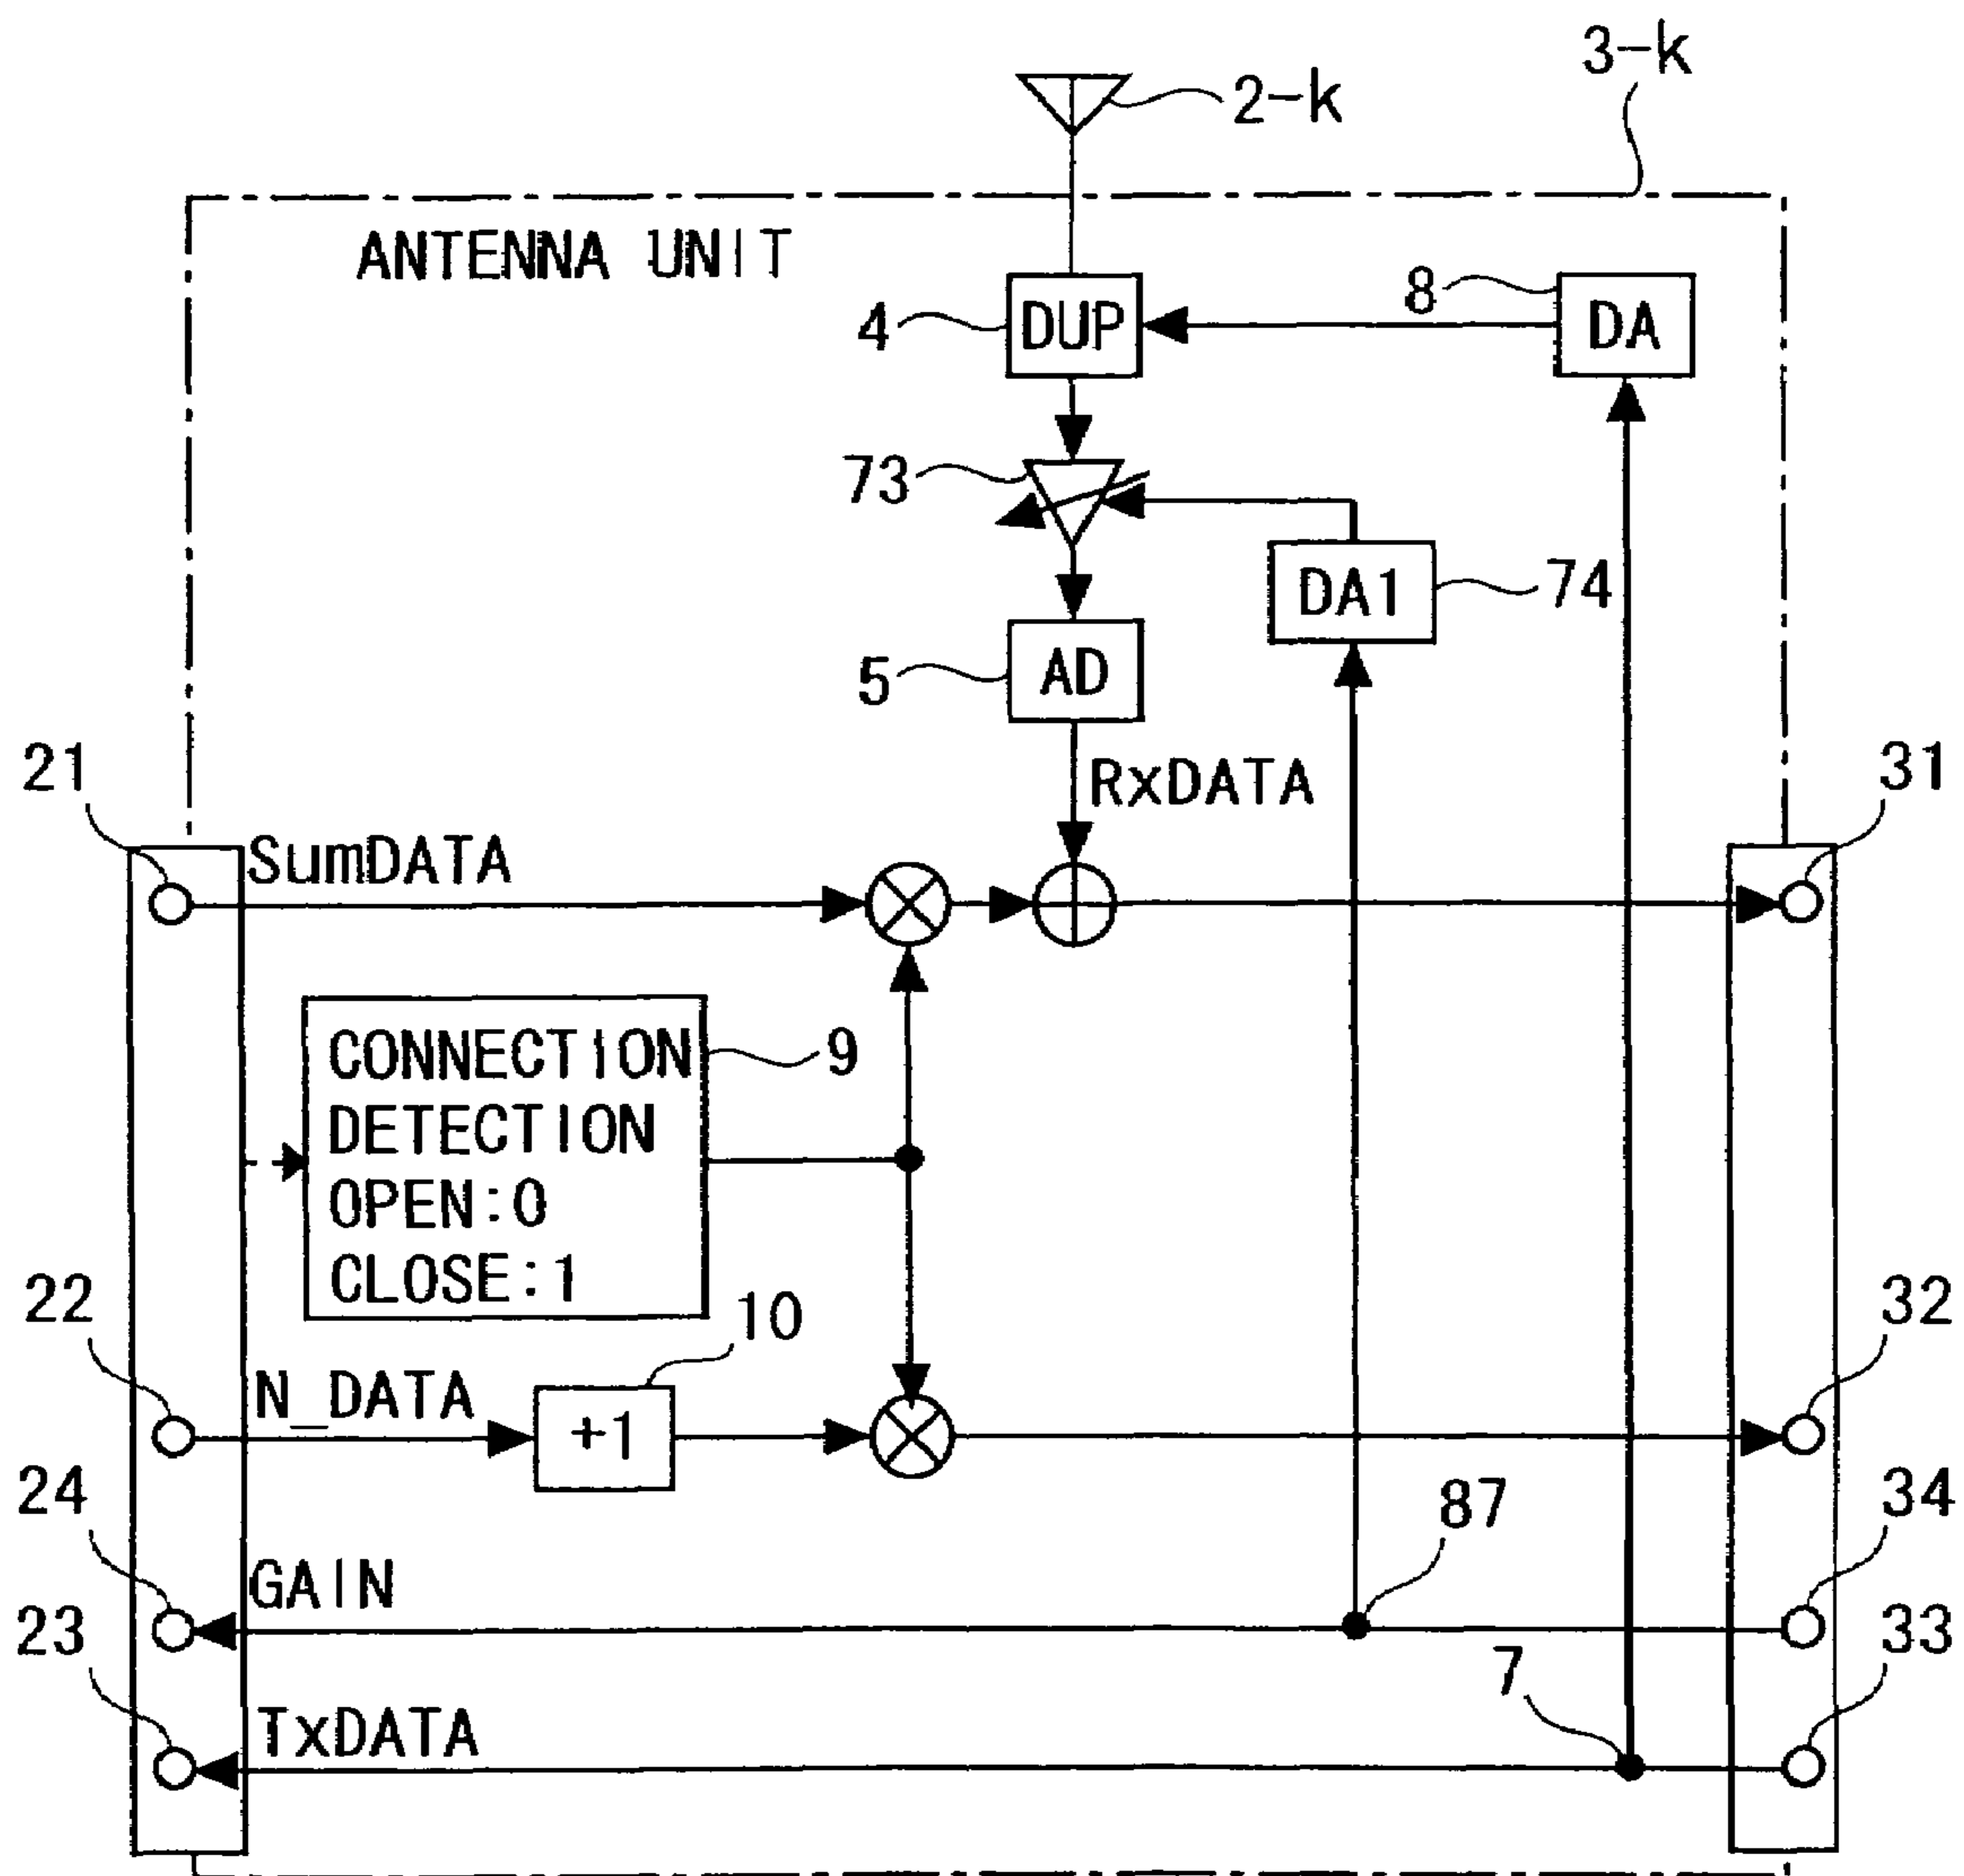 3-k
2-k
ANTENNA UNIT
8
4
DUP
DA
73
DA1
74
5
AD
21
RxDATA
31
SumDATA
CONNECTION
DETECTION
OPEN:0
CLOSE:1
9
22
10
32
N_DATA
+1
24
87
34
GAIN
23
7
33
TxDATA